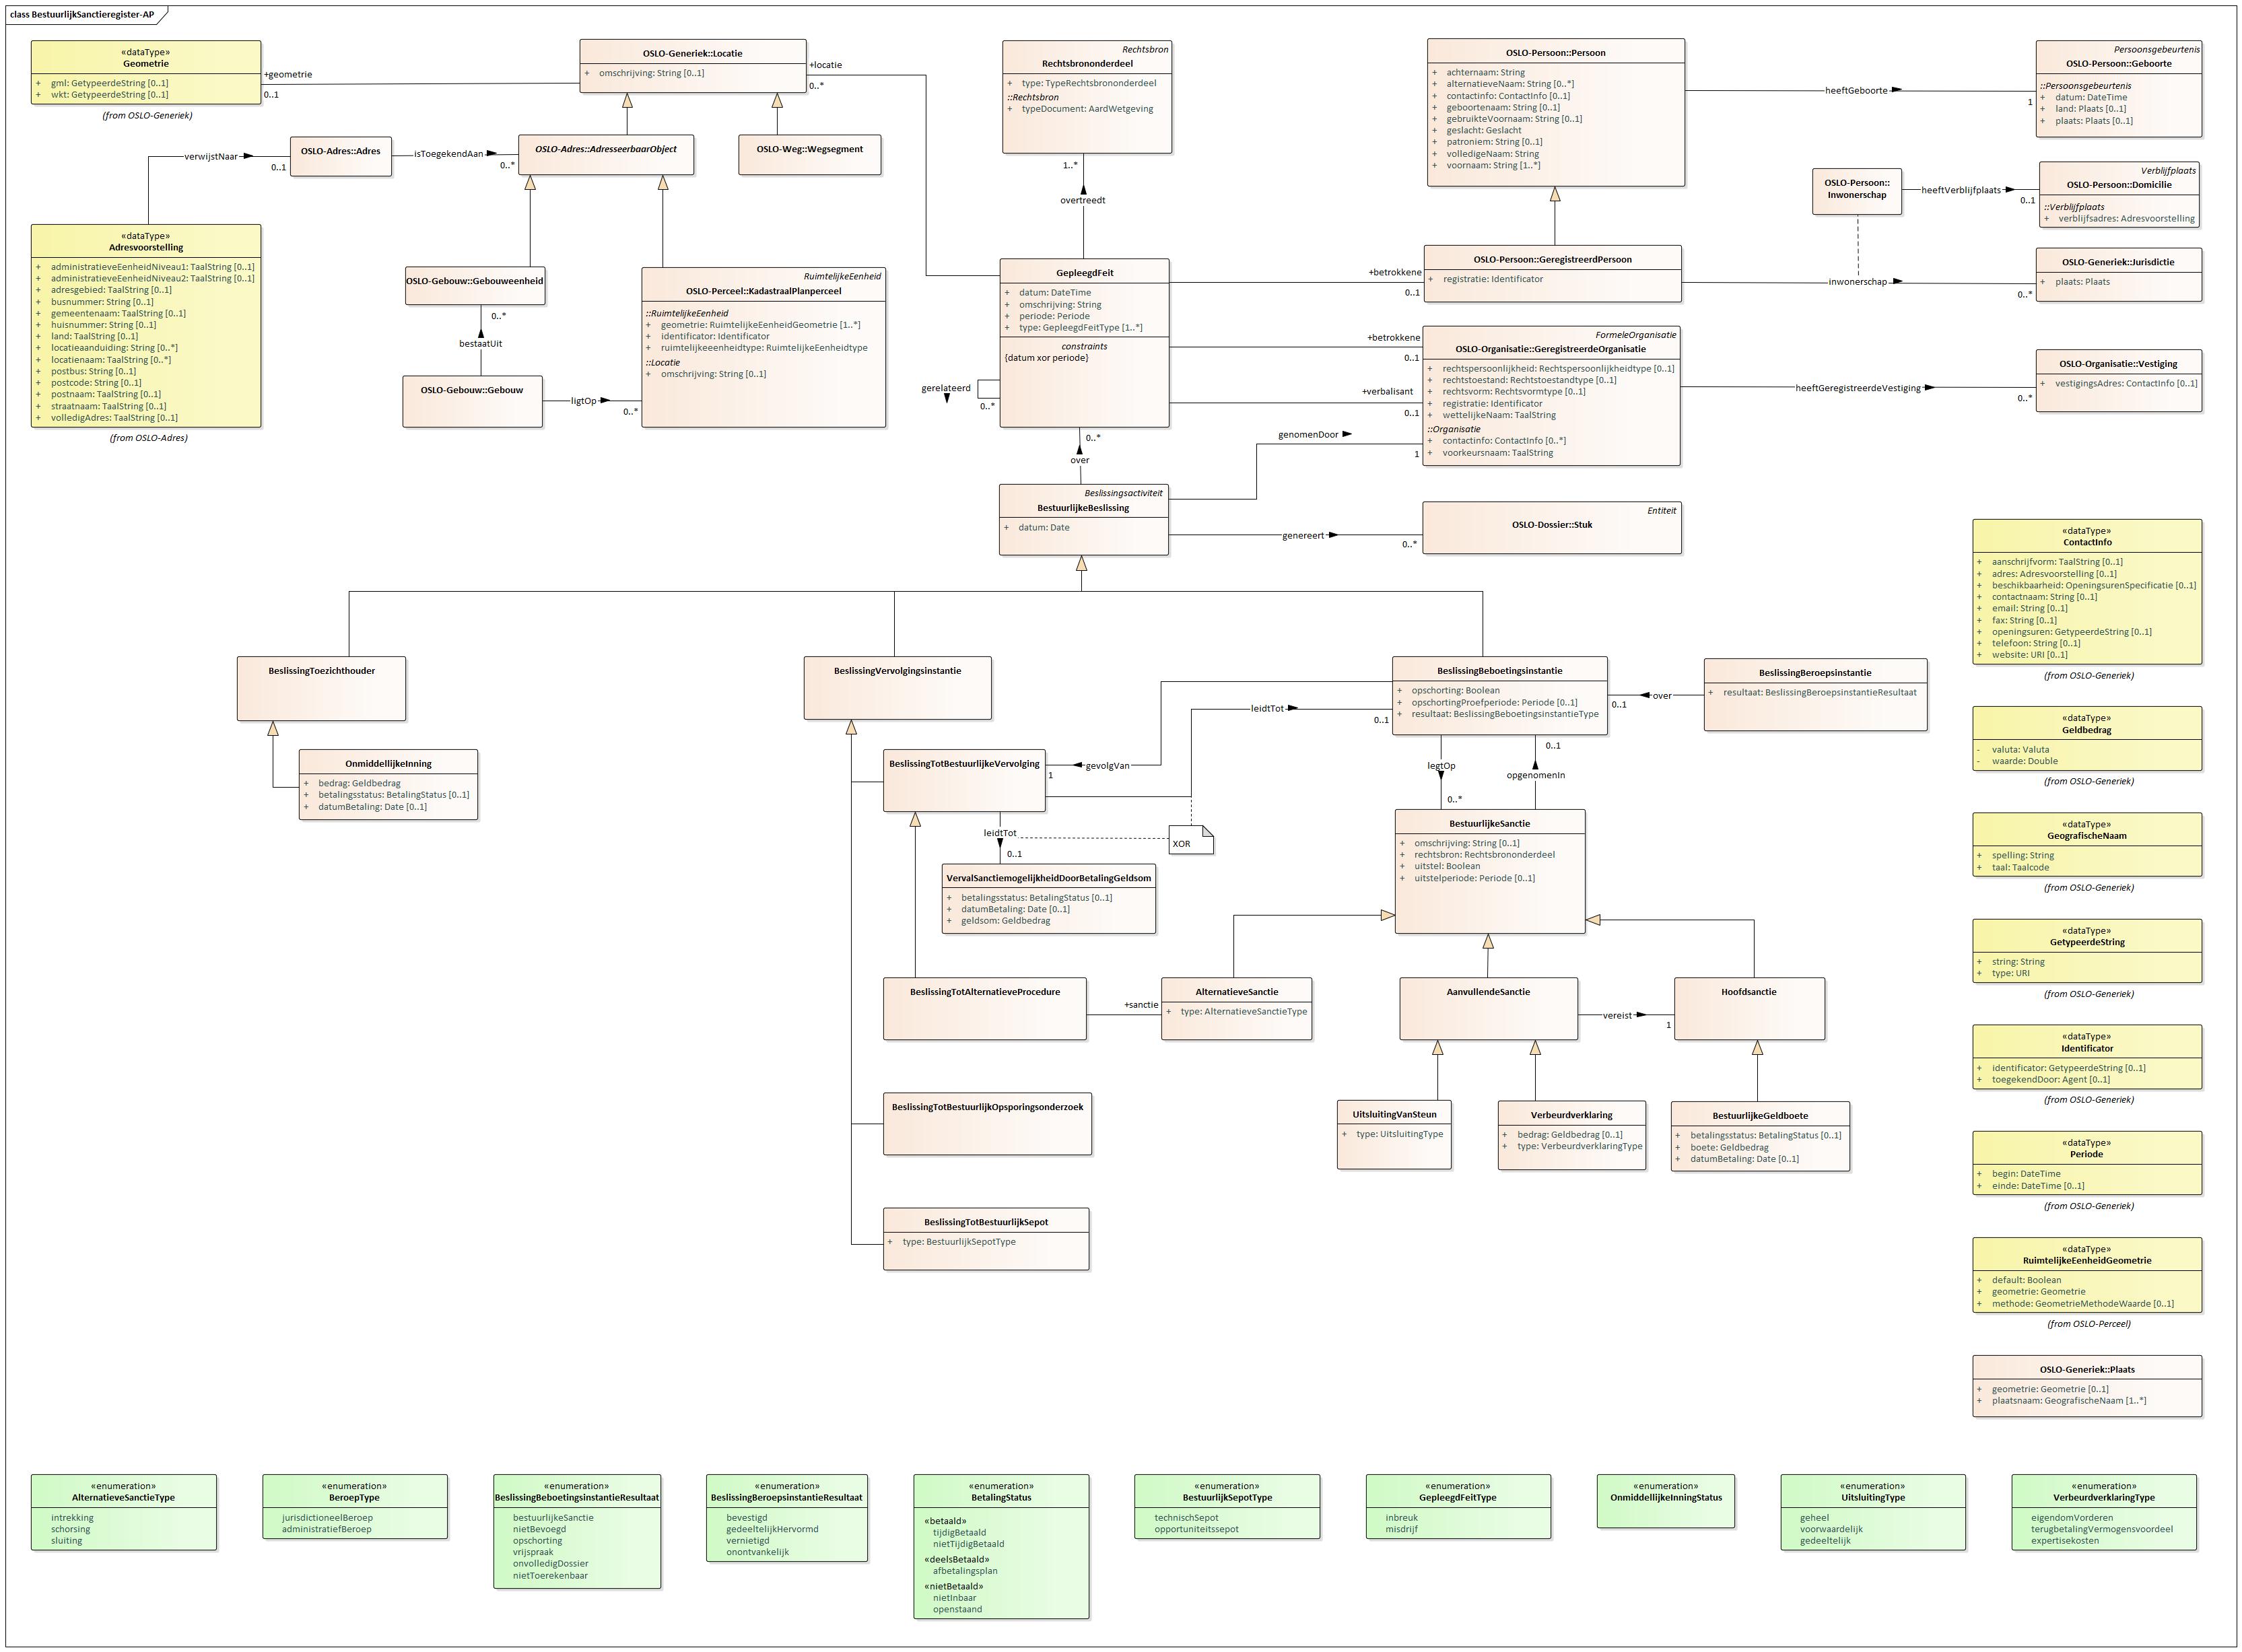 class BestuurlijkSanctieregister-AP
«dataType»
Geometrie
+ gml: GetypeerdeString [0..1]
+ wkt: GetypeerdeString [0..1]
(from OSLO-Generiek)
+geometrie
0..1
OSLO-Generiek::Locatie
+ omschrijving: String [0..1]
+locatie
0..*
Rechtsbron
Rechtsbrononderdeel
+ type: TypeRechtsbrononderdeel
::Rechtsbron
+ typeDocument: AardWetgeving
1..*
overtreedt
OSLO-Persoon::Persoon
+ achternaam: String
+ alternatieveNaam: String [0..*]
+ contactinfo: ContactInfo [0..1]
+ geboortenaam: String [0..1]
+ gebruikteVoornaam: String [0..1]
+ geslacht: Geslacht
+ patroniem: String [0..1]
+ volledigeNaam: String
+ voornaam: String [1..*]
heeftGeboorte
1
Persoonsgebeurtenis
OSLO-Persoon::Geboorte
::Persoonsgebeurtenis
+ datum: DateTime
+ land: Plaats [0..1]
+ plaats: Plaats [0..1]
verwijstNaar
0..1
OSLO-Adres::Adres
isToegekendAan
0..*
OSLO-Adres::AdresseerbaarObject
OSLO-Weg::Wegsegment
OSLO-Persoon::
Inwonerschap
heeftVerblijfplaats
0..1
Verblijfplaats
OSLO-Persoon::Domicilie
::Verblijfplaats
+ verblijfsadres: Adresvoorstelling
«dataType»
Adresvoorstelling
+ administratieveEenheidNiveau1: TaalString [0..1]
+ administratieveEenheidNiveau2: TaalString [0..1]
+ adresgebied: TaalString [0..1]
+ busnummer: String [0..1]
+ gemeentenaam: TaalString [0..1]
+ huisnummer: String [0..1]
+ land: TaalString [0..1]
+ locatieaanduiding: String [0..*]
+ locatienaam: TaalString [0..*]
+ postbus: String [0..1]
+ postcode: String [0..1]
+ postnaam: TaalString [0..1]
+ straatnaam: TaalString [0..1]
+ volledigAdres: TaalString [0..1]
(from OSLO-Adres)
OSLO-Gebouw::Gebouweenheid
0..*
bestaatUit
OSLO-Gebouw::Gebouw
ligtOp
0..*
RuimtelijkeEenheid
OSLO-Perceel::KadastraalPlanperceel
::RuimtelijkeEenheid
+ geometrie: RuimtelijkeEenheidGeometrie [1..*]
+ identificator: Identificator
+ ruimtelijkeeenheidtype: RuimtelijkeEenheidtype
::Locatie
+ omschrijving: String [0..1]
GepleegdFeit
+ datum: DateTime
+ omschrijving: String
+ periode: Periode
+ type: GepleegdFeitType [1..*]
constraints
{datum xor periode}
gerelateerd
0..*
0..*
over
+betrokkene
0..1
OSLO-Persoon::GeregistreerdPersoon
+ registratie: Identificator
inwonerschap
0..*
OSLO-Generiek::Jurisdictie
+ plaats: Plaats
+betrokkene
0..1
+verbalisant
0..1
genomenDoor
1
FormeleOrganisatie
OSLO-Organisatie::GeregistreerdeOrganisatie
+ rechtspersoonlijkheid: Rechtspersoonlijkheidtype [0..1]
+ rechtstoestand: Rechtstoestandtype [0..1]
+ rechtsvorm: Rechtsvormtype [0..1]
+ registratie: Identificator
+ wettelijkeNaam: TaalString
::Organisatie
+ contactinfo: ContactInfo [0..*]
+ voorkeursnaam: TaalString
heeftGeregistreerdeVestiging
0..*
OSLO-Organisatie::Vestiging
+ vestigingsAdres: ContactInfo [0..1]
Beslissingsactiviteit
BestuurlijkeBeslissing
+ datum: Date
genereert
0..*
Entiteit
OSLO-Dossier::Stuk
«dataType»
ContactInfo
+ aanschrijfvorm: TaalString [0..1]
+ adres: Adresvoorstelling [0..1]
+ beschikbaarheid: OpeningsurenSpecificatie [0..1]
+ contactnaam: String [0..1]
+ email: String [0..1]
+ fax: String [0..1]
+ openingsuren: GetypeerdeString [0..1]
+ telefoon: String [0..1]
+ website: URI [0..1]
(from OSLO-Generiek)
BeslissingToezichthouder
BeslissingVervolgingsinstantie
BeslissingBeboetingsinstantie
+ opschorting: Boolean
+ opschortingProefperiode: Periode [0..1]
+ resultaat: BeslissingBeboetingsinstantieType
over
0..1
BeslissingBeroepsinstantie
+ resultaat: BeslissingBeroepsinstantieResultaat
leidtTot
0..1
OnmiddellijkeInning
+ bedrag: Geldbedrag
+ betalingsstatus: BetalingStatus [0..1]
+ datumBetaling: Date [0..1]
BeslissingTotBestuurlijkeVervolging
gevolgVan
1
legtOp
0..*
0..1
opgenomenIn
«dataType»
Geldbedrag
- valuta: Valuta
- waarde: Double
(from OSLO-Generiek)
leidtTot
0..1
XOR
VervalSanctiemogelijkheidDoorBetalingGeldsom
+ betalingsstatus: BetalingStatus [0..1]
+ datumBetaling: Date [0..1]
+ geldsom: Geldbedrag
BestuurlijkeSanctie
+ omschrijving: String [0..1]
+ rechtsbron: Rechtsbrononderdeel
+ uitstel: Boolean
+ uitstelperiode: Periode [0..1]
«dataType»
GeografischeNaam
+ spelling: String
+ taal: Taalcode
(from OSLO-Generiek)
«dataType»
GetypeerdeString
+ string: String
+ type: URI
(from OSLO-Generiek)
BeslissingTotAlternatieveProcedure
+sanctie
AlternatieveSanctie
+ type: AlternatieveSanctieType
AanvullendeSanctie
vereist
1
Hoofdsanctie
«dataType»
Identificator
+ identificator: GetypeerdeString [0..1]
+ toegekendDoor: Agent [0..1]
(from OSLO-Generiek)
BeslissingTotBestuurlijkOpsporingsonderzoek
UitsluitingVanSteun
+ type: UitsluitingType
Verbeurdverklaring
+ bedrag: Geldbedrag [0..1]
+ type: VerbeurdverklaringType
BestuurlijkeGeldboete
+ betalingsstatus: BetalingStatus [0..1]
+ boete: Geldbedrag
+ datumBetaling: Date [0..1]
«dataType»
Periode
+ begin: DateTime
+ einde: DateTime [0..1]
(from OSLO-Generiek)
BeslissingTotBestuurlijkSepot
+ type: BestuurlijkSepotType
«dataType»
RuimtelijkeEenheidGeometrie
+ default: Boolean
+ geometrie: Geometrie
+ methode: GeometrieMethodeWaarde [0..1]
(from OSLO-Perceel)
OSLO-Generiek::Plaats
+ geometrie: Geometrie [0..1]
+ plaatsnaam: GeografischeNaam [1..*]
«enumeration»
AlternatieveSanctieType
intrekking
schorsing
sluiting
«enumeration»
BeroepType
jurisdictioneelBeroep
administratiefBeroep
«enumeration»
BeslissingBeboetingsinstantieResultaat
bestuurlijkeSanctie
nietBevoegd
opschorting
vrijspraak
onvolledigDossier
nietToerekenbaar
«enumeration»
BeslissingBeroepsinstantieResultaat
bevestigd
gedeeltelijkHervormd
vernietigd
onontvankelijk
«enumeration»
BetalingStatus
«betaald»
tijdigBetaald
nietTijdigBetaald
«deelsBetaald»
afbetalingsplan
«nietBetaald»
nietInbaar
openstaand
«enumeration»
BestuurlijkSepotType
technischSepot
opportuniteitssepot
«enumeration»
GepleegdFeitType
inbreuk
misdrijf
«enumeration»
OnmiddellijkeInningStatus
«enumeration»
UitsluitingType
geheel
voorwaardelijk
gedeeltelijk
«enumeration»
VerbeurdverklaringType
eigendomVorderen
terugbetalingVermogensvoordeel
expertisekosten